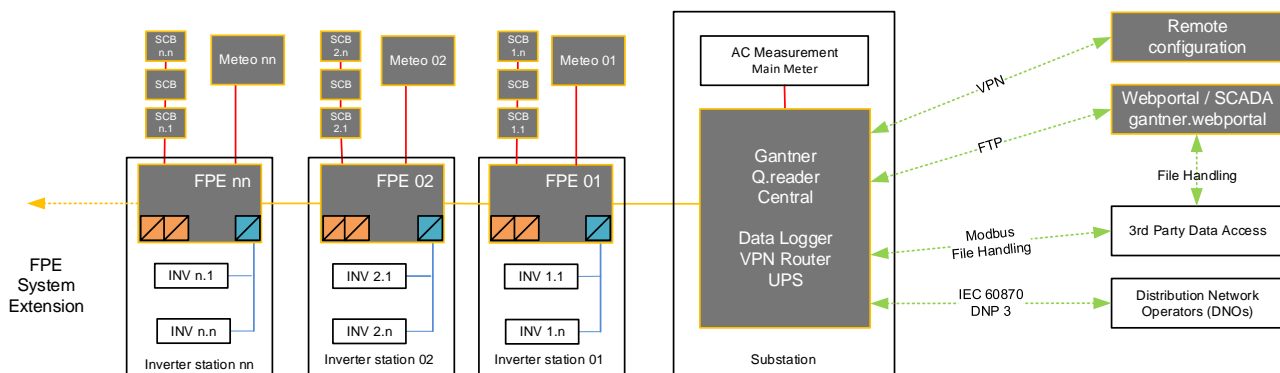 SCB
n.n
SCB
SCB
n.1
Meteo nn
FPE nn
INV n.1
INV n.n
Inverter station nn
SCB
2.n
SCB
SCB
2.1
Meteo 02
FPE 02
INV 2.1
INV 2.n
Inverter station 02
SCB
1.n
SCB
SCB
1.1
Meteo 01
FPE 01
INV 1.1
INV 1.n
Inverter station 01
FPE
System
Extension
AC Measurement
Main Meter
Gantner
Q.reader
Central
Data Logger
VPN Router
UPS
Substation
VPN
FTP
Modbus
File Handling
IEC 60870
DNP 3
Remote
configuration
Webportal / SCADA
gantner.webportal
File Handling
3rd Party Data Access
Distribution Network
Operators (DNOs)